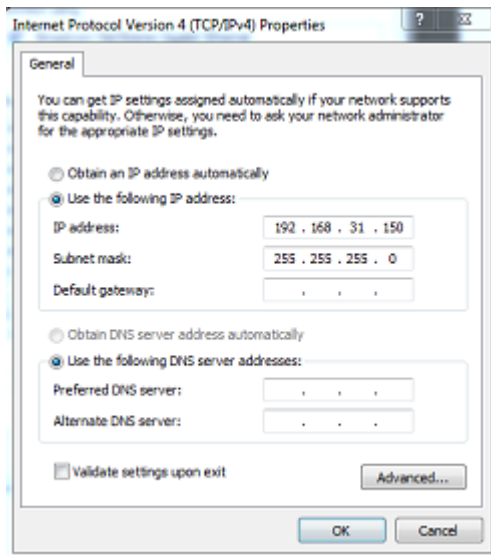 Internet Protocol Version 4 (TCP/IPv4) Properties
General
You can get IP settings assigned automatically if your network supports
this capability. Otherwise, you need to ask your network administrator
for the appropriate IP settings.
Obtain an IP address automatically
Use the following IP address:
IP address: 192 . 168 . 31 . 150
Subnet mask: 255 . 255 . 255 . 0
Default gateway: . . .
Obtain DNS server address automatically
Use the following DNS server addresses:
Preferred DNS server: . . .
Alternate DNS server: . . .
Validate settings upon exit
Advanced...
OK Cancel